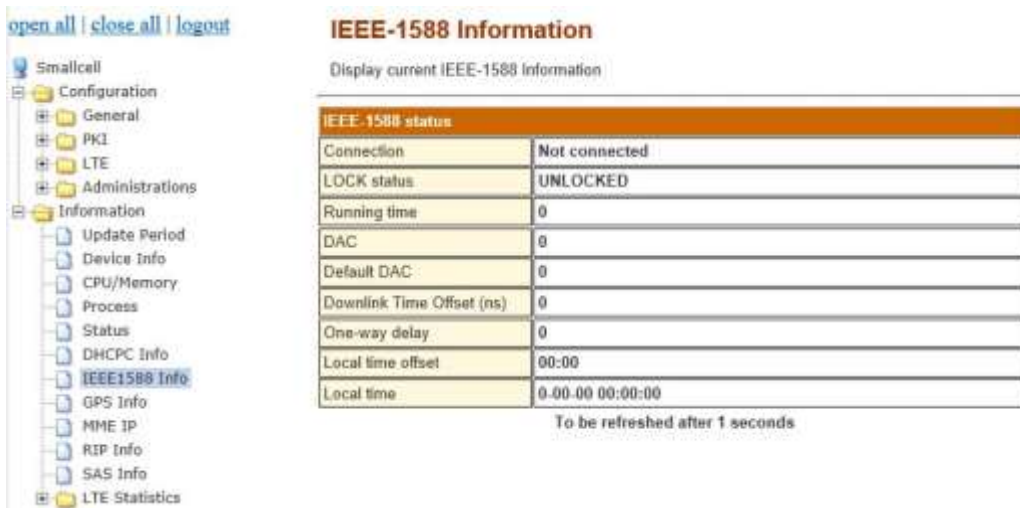 open all | close all | logout
Smallcell
Configuration
General
PKI
LTE
Administrations
Information
Update Period
Device Info
CPU/Memory
Process
Status
DHCPC Info
IEEE1588 Info
GPS Info
MME IP
RIP Info
SAS Info
LTE Statistics
IEEE-1588 Information
Display current IEEE-1588 Information
IEEE-1588 status
Connection Not connected
LOCK status UNLOCKED
Running time 0
DAC 0
Default DAC 0
Downlink Time Offset (ns) 0
One-way delay 0
Local time offset 00:00
Local time 0-00-00 00:00:00
To be refreshed after 1 seconds